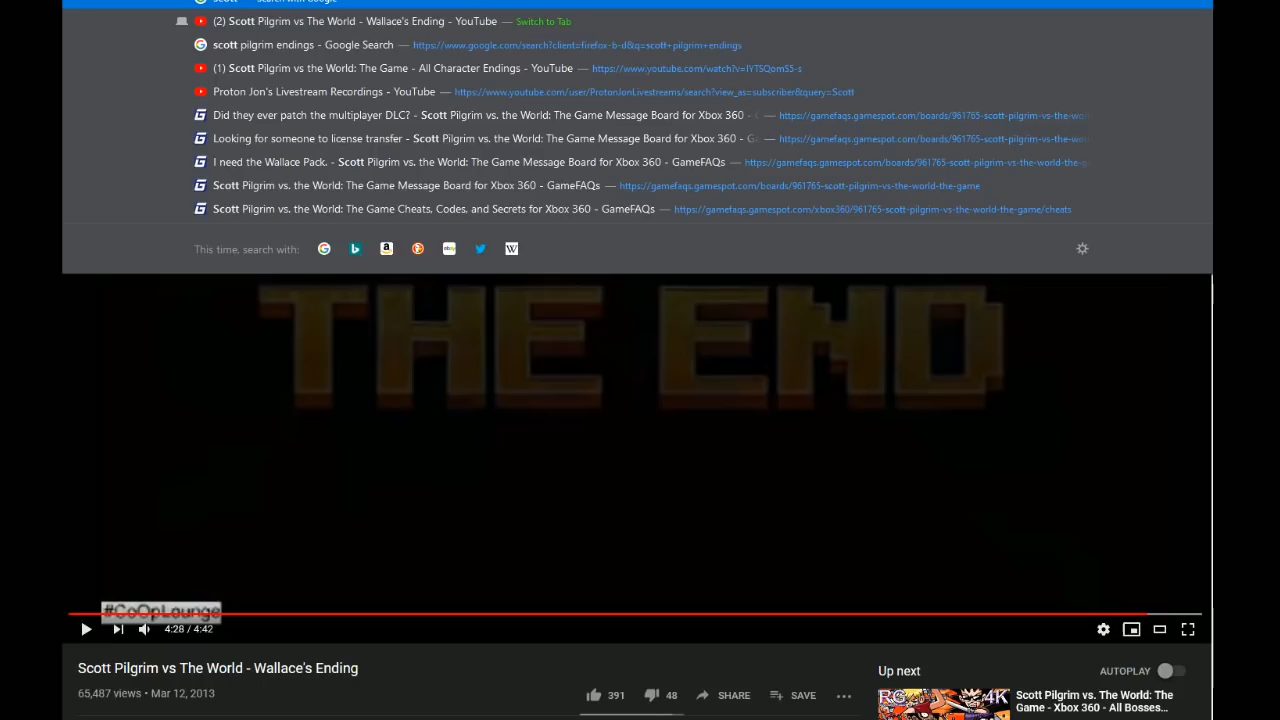 scott — Search with Google
(2) Scott Pilgrim vs The World - Wallace's Ending - YouTube — Switch to Tab
scott pilgrim endings - Google Search — https://www.google.com/search?client=firefox-b-d&q=scott+pilgrim+endings
(1) Scott Pilgrim vs the World: The Game - All Character Endings - YouTube — https://www.youtube.com/watch?v=IYTSQomS5-s
Proton Jon's Livestream Recordings - YouTube — https://www.youtube.com/user/ProtonJonLivestreams/search?view_as=subscriber&query=Scott
Did they ever patch the multiplayer DLC? - Scott Pilgrim vs. the World: The Game Message Board for Xbox 360 - — https://gamefaqs.gamespot.com/boards/961765-scott-pilgrim-vs-the-wo
Looking for someone to license transfer - Scott Pilgrim vs. the World: The Game Message Board for Xbox 360 - G — https://gamefaqs.gamespot.com/boards/961765-scott-pilgrim-vs-the-wo
I need the Wallace Pack. - Scott Pilgrim vs. the World: The Game Message Board for Xbox 360 - GameFAQs — https://gamefaqs.gamespot.com/boards/961765-scott-pilgrim-vs-the-world-the-g
Scott Pilgrim vs. the World: The Game Message Board for Xbox 360 - GameFAQs — https://gamefaqs.gamespot.com/boards/961765-scott-pilgrim-vs-the-world-the-game
Scott Pilgrim vs. the World: The Game Cheats, Codes, and Secrets for Xbox 360 - GameFAQs — https://gamefaqs.gamespot.com/xbox360/961765-scott-pilgrim-vs-the-world-the-game/cheats
This time, search with:
THE END
#CoOpLounge
4:28 / 4:42
Scott Pilgrim vs The World - Wallace's Ending
65,487 views • Mar 12, 2013
391 48 SHARE SAVE
Up next AUTOPLAY
RG 4K
Scott Pilgrim vs. The World: The
Game - Xbox 360 - All Bosses...